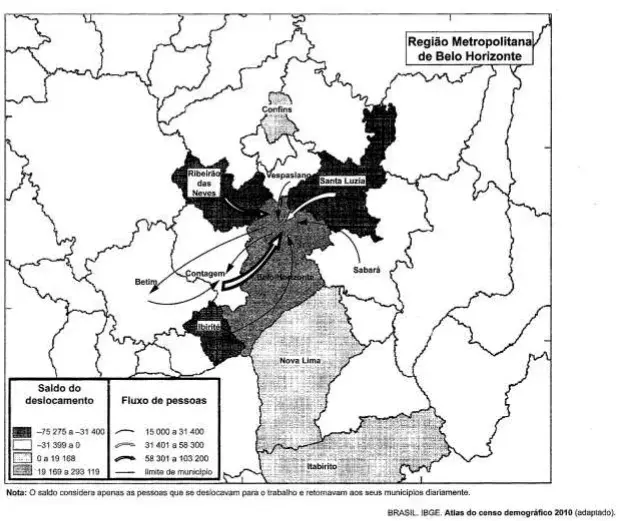 Região Metropolitana
de Belo Horizonte
Confins
Ribeirão
das
Neves
Vespasiano
Santa Luzia
Contagem
Betim
Belo Horizonte
Sabará
Ibirité
Nova Lima
Itabirito
Saldo do
deslocamento
–75 275 a –31 400
–31 399 a 0
0 a 19 168
19 169 a 293 119
Fluxo de pessoas
15 000 a 31 400
31 401 a 58 300
58 301 a 103 200
limite de município
Nota: O saldo considera apenas as pessoas que se deslocavam para o trabalho e retornavam aos seus municípios diariamente.
BRASIL. IBGE. Atlas do censo demográfico 2010 (adaptado).